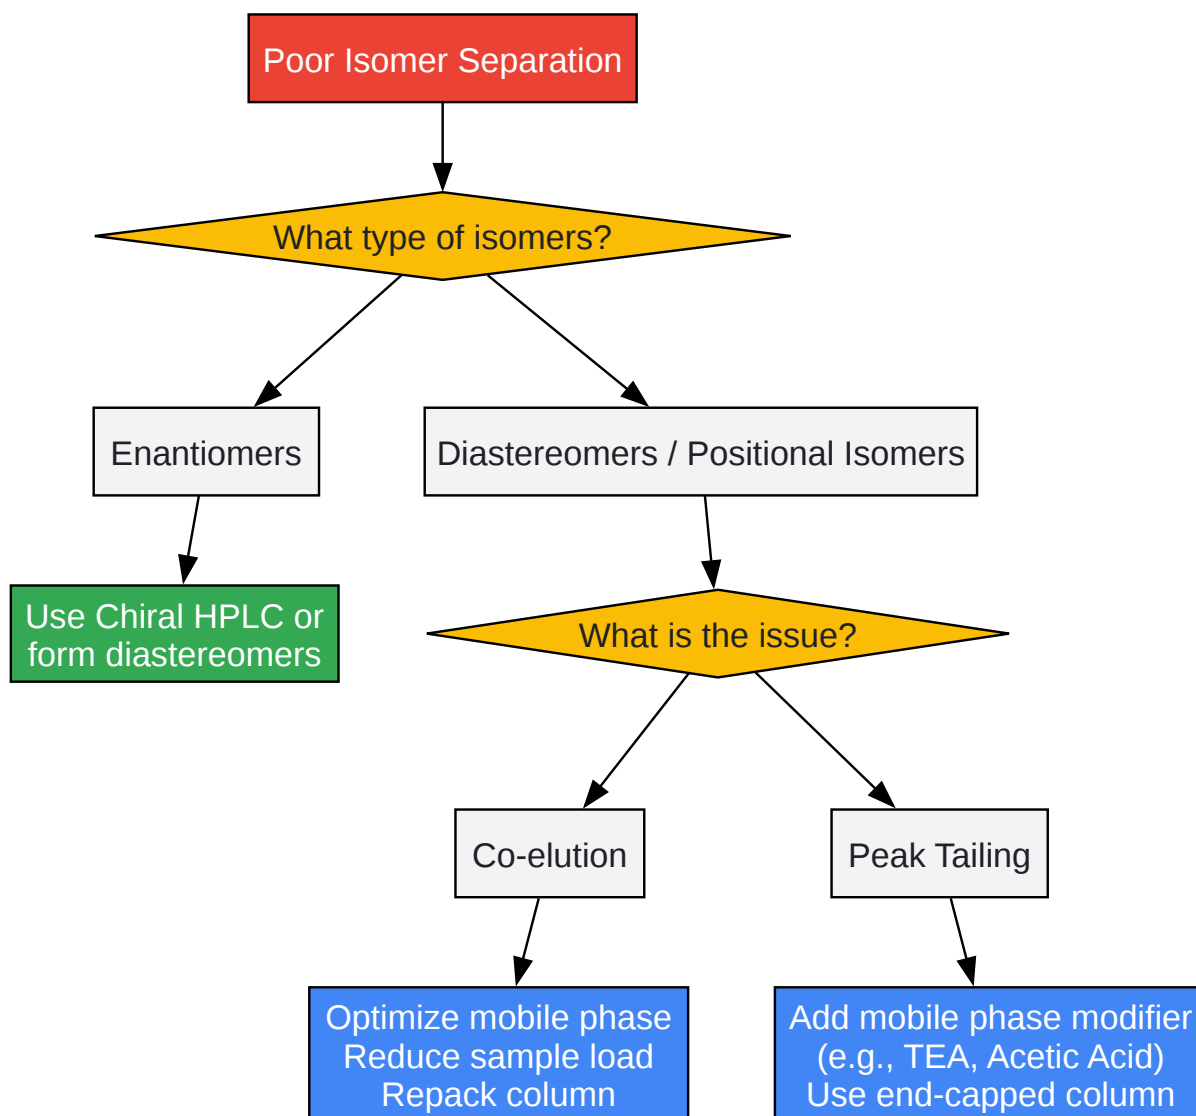 Poor Isomer Separation
What type of isomers?
Enantiomers
Diastereomers / Positional Isomers
Use Chiral HPLC or
form diastereomers
What is the issue?
Co-elution
Peak Tailing
Optimize mobile phase
Reduce sample load
Repack column
Add mobile phase modifier
(e.g., TEA, Acetic Acid)
Use end-capped column